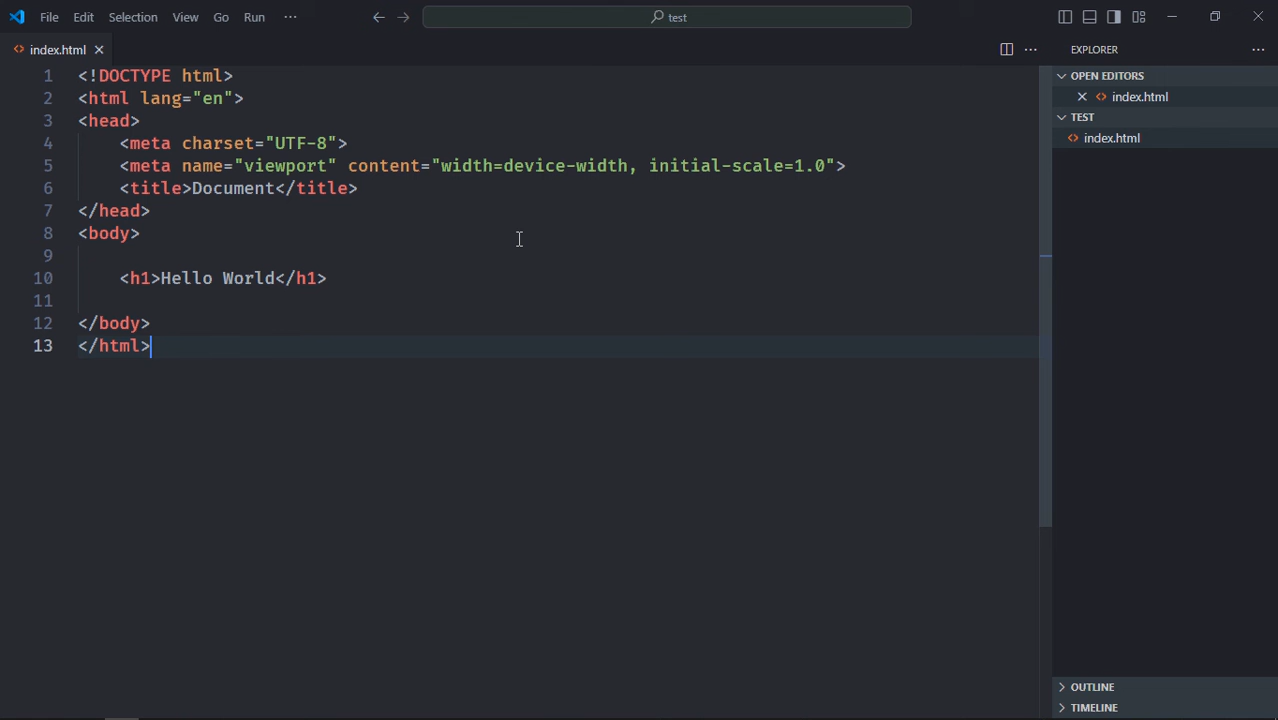 File Edit Selection View Go Run ···
test
index.html
1 <!DOCTYPE html>
2 <html lang="en">
3 <head>
4     <meta charset="UTF-8">
5     <meta name="viewport" content="width=device-width, initial-scale=1.0">
6     <title>Document</title>
7 </head>
8 <body>
9
10     <h1>Hello World</h1>
11
12 </body>
13 </html>
EXPLORER
OPEN EDITORS
index.html
TEST
index.html
OUTLINE
TIMELINE